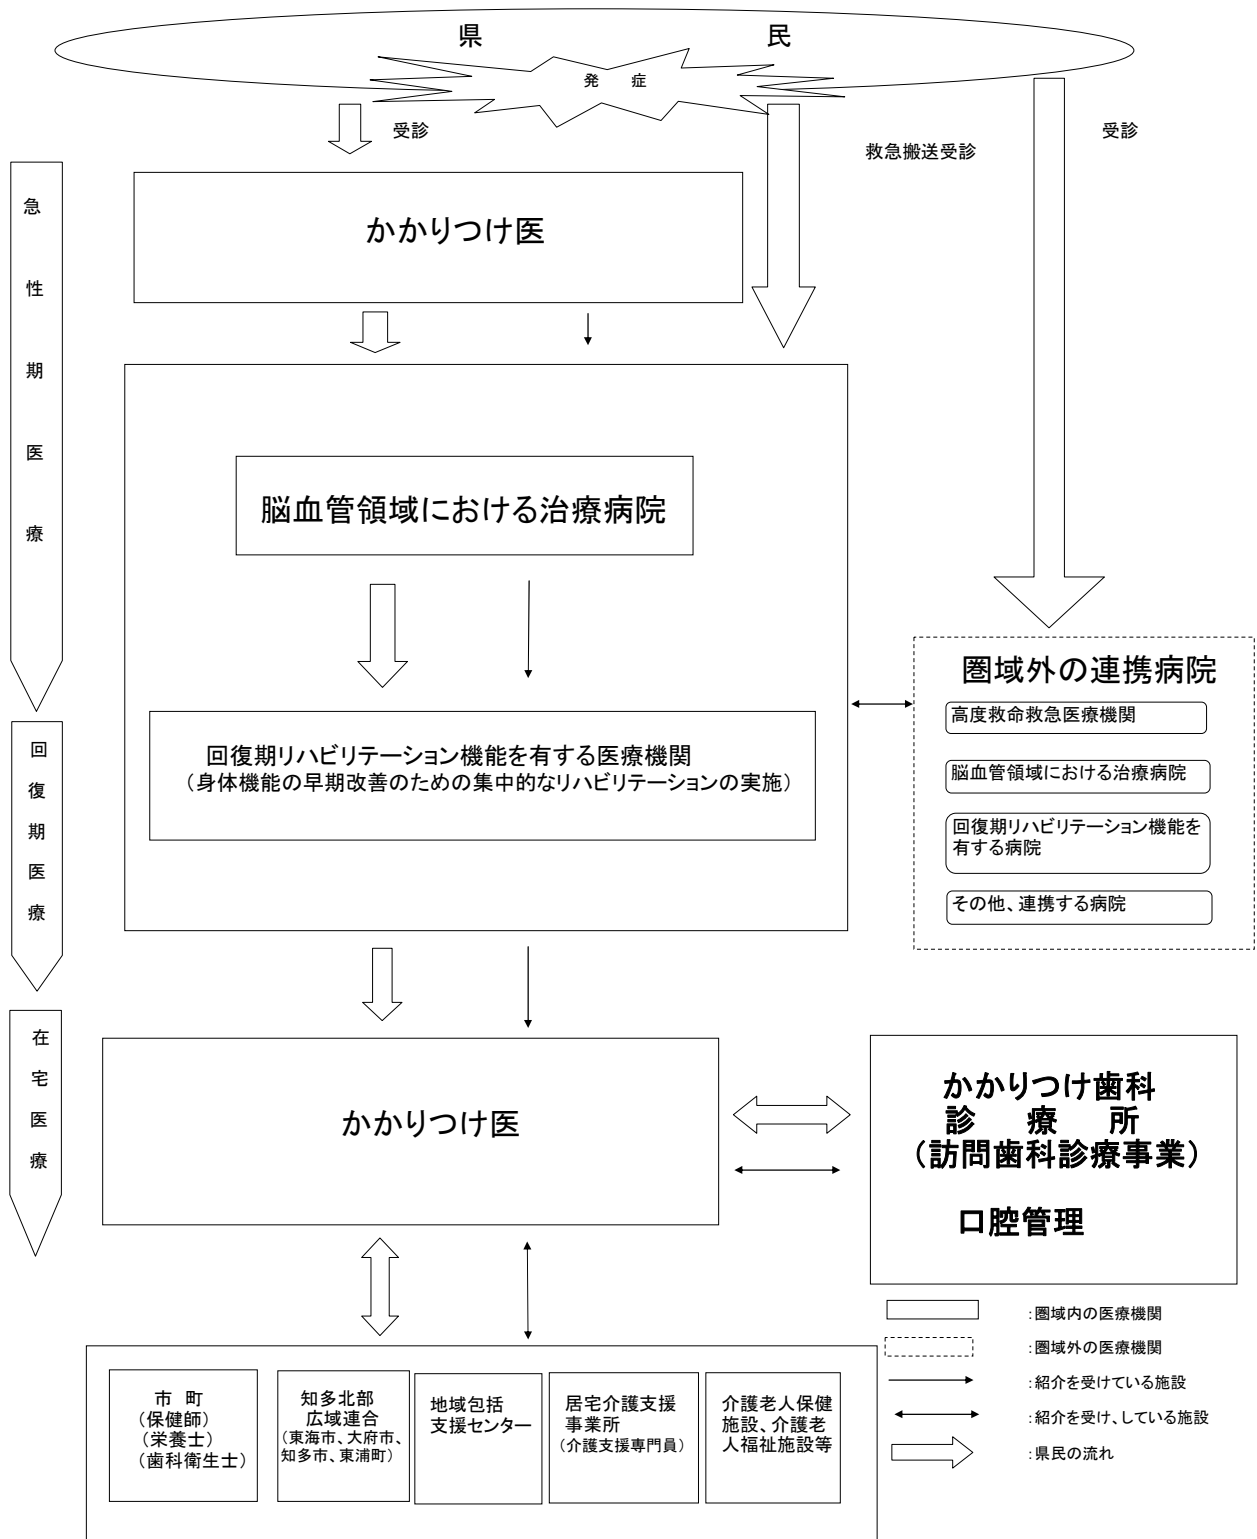 県　　民
発　症
受診
救急搬送受診
受診
急性期医療
かかりつけ医
脳血管領域における治療病院
回復期リハビリテーション機能を有する医療機関
（身体機能の早期改善のための集中的なリハビリテーションの実施）
圏域外の連携病院
高度救命救急医療機関
脳血管領域における治療病院
回復期リハビリテーション機能を
有する病院
その他、連携する病院
回復期医療
在宅医療
かかりつけ医
かかりつけ歯科
診　療　所
（訪問歯科診療事業）
口腔管理
：圏域内の医療機関
：圏域外の医療機関
：紹介を受けている施設
：紹介を受け、している施設
：県民の流れ
市　町
（保健師）
（栄養士）
（歯科衛生士）
知多北部
広域連合
（東海市、大府市、
知多市、東浦町）
地域包括
支援センター
居宅介護支援
事業所
（介護支援専門員）
介護老人保健
施設、介護老
人福祉施設等